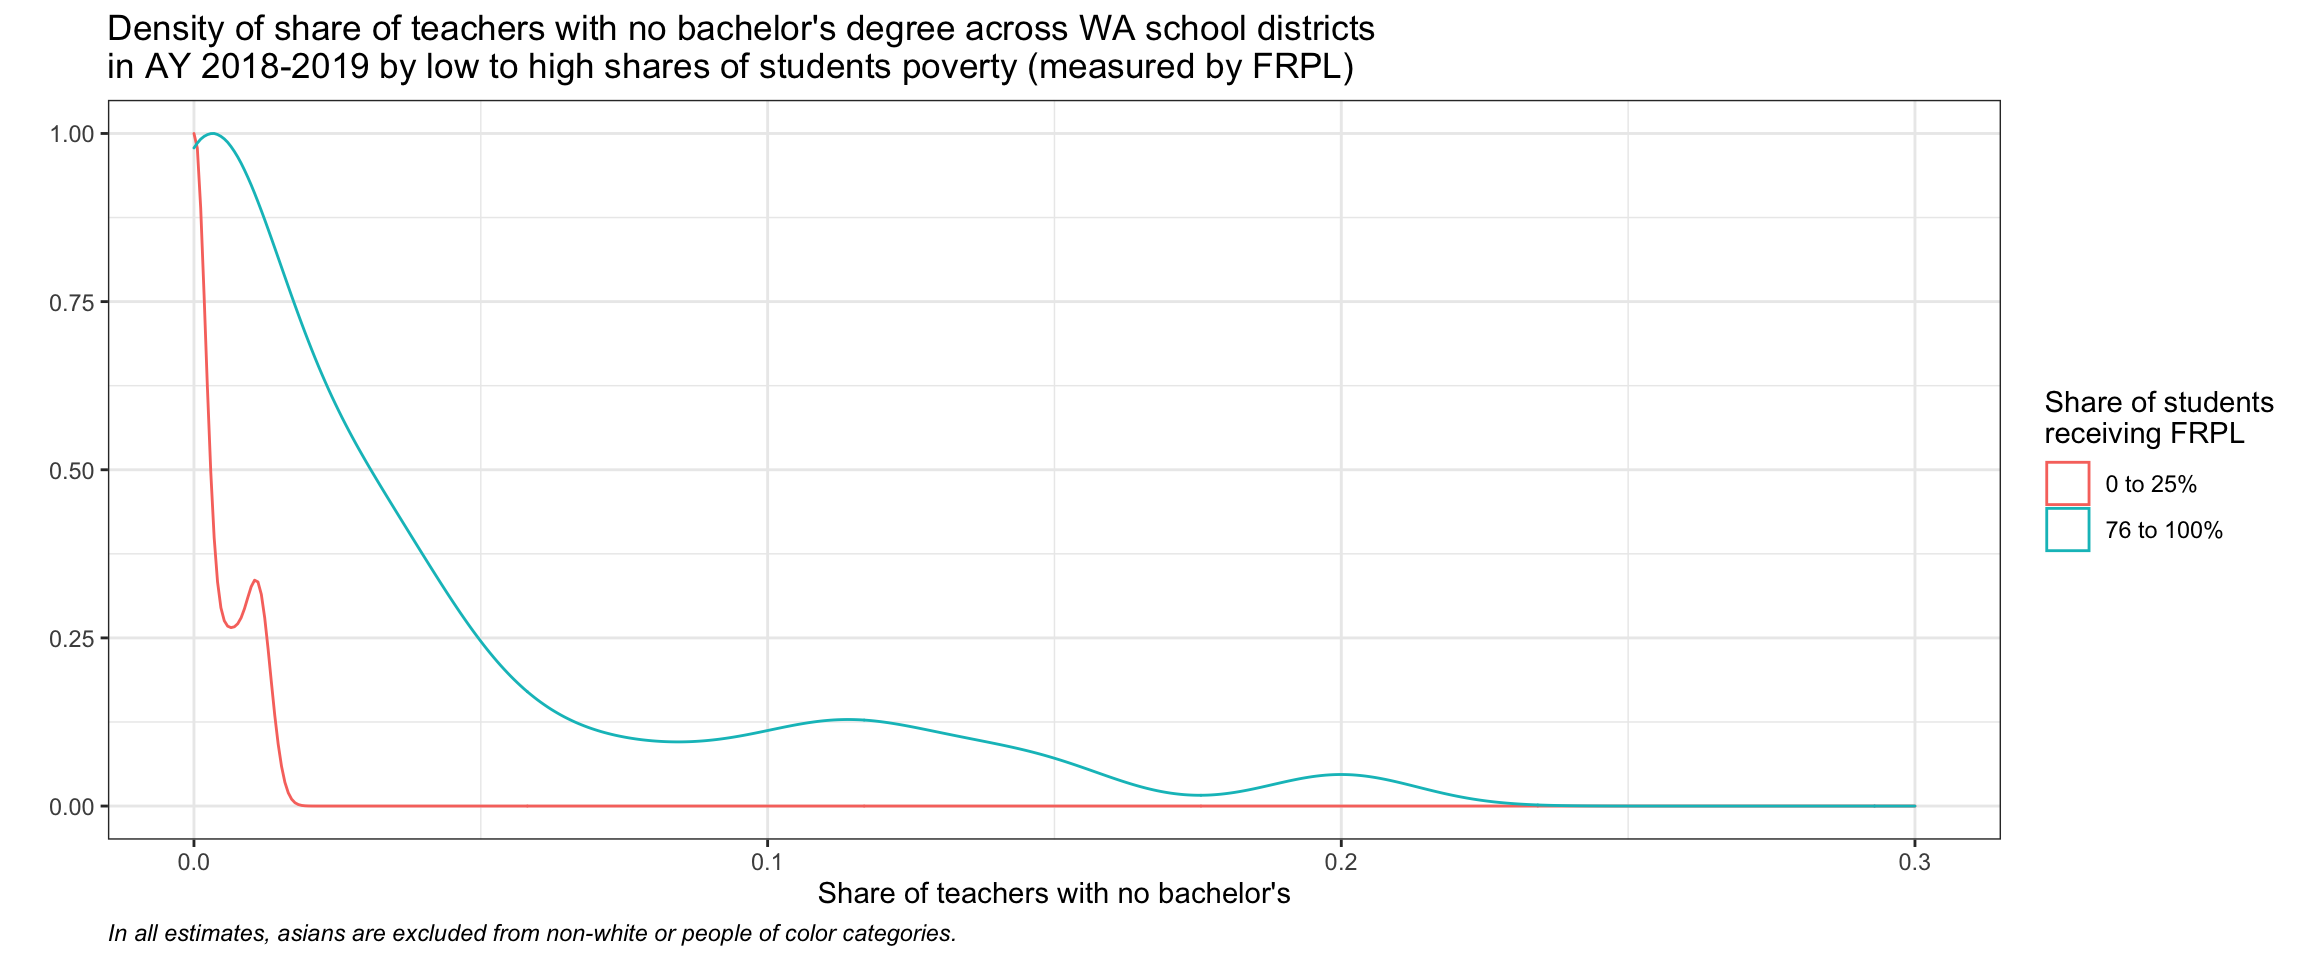 Density of share of teachers with no bachelor's degree across WA school districts
in AY 2018-2019 by low to high shares of students poverty (measured by FRPL)
1.00
0.75
0.50
0.25
0.00
0.0
0.1
0.2
0.3
Share of teachers with no bachelor's
Share of students
receiving FRPL
0 to 25%
76 to 100%
In all estimates, asians are excluded from non-white or people of color categories.